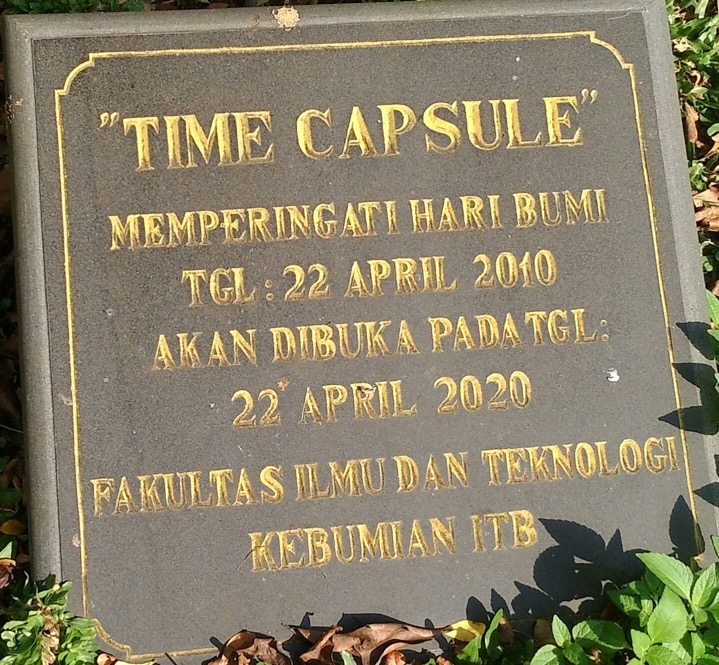 "TIME CAPSULE"
MEMPERINGATI HARI BUMI
TGL : 22 APRIL 2010
AKAN DIBUKA PADA TGL :
22 APRIL 2020
FAKULTAS ILMU DAN TEKNOLOGI
KEBUMIAN ITB